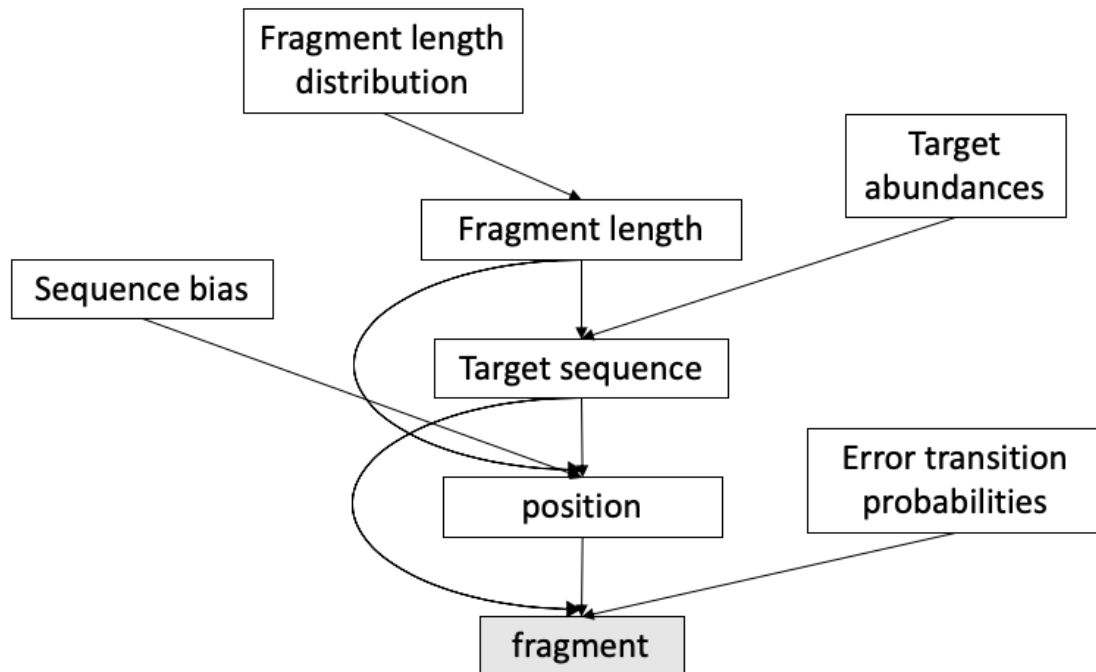 Fragment length
distribution
Target
abundances
Fragment length
Sequence bias
Target sequence
Error transition
probabilities
position
fragment